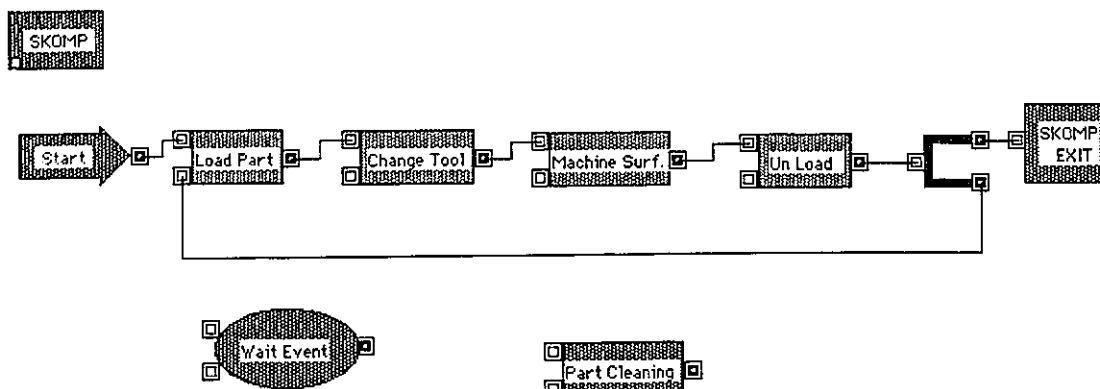 SKOMP
Start
Load Part
Change Tool
Machine Surf.
Un Load
SKOMP
EXIT
Wait Event
Part Cleaning